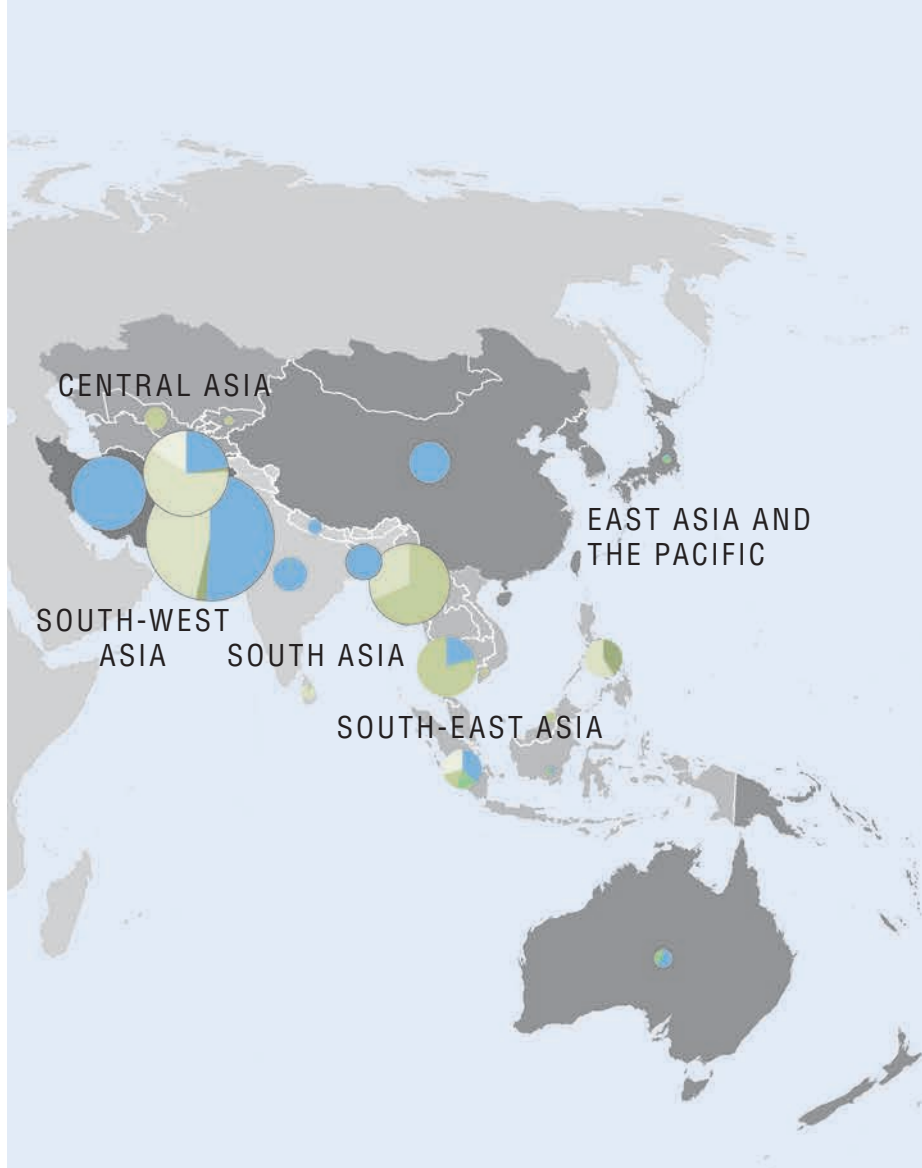 CENTRAL ASIA
EAST ASIA AND
THE PACIFIC
SOUTH-WEST
ASIA
SOUTH ASIA
SOUTH-EAST ASIA